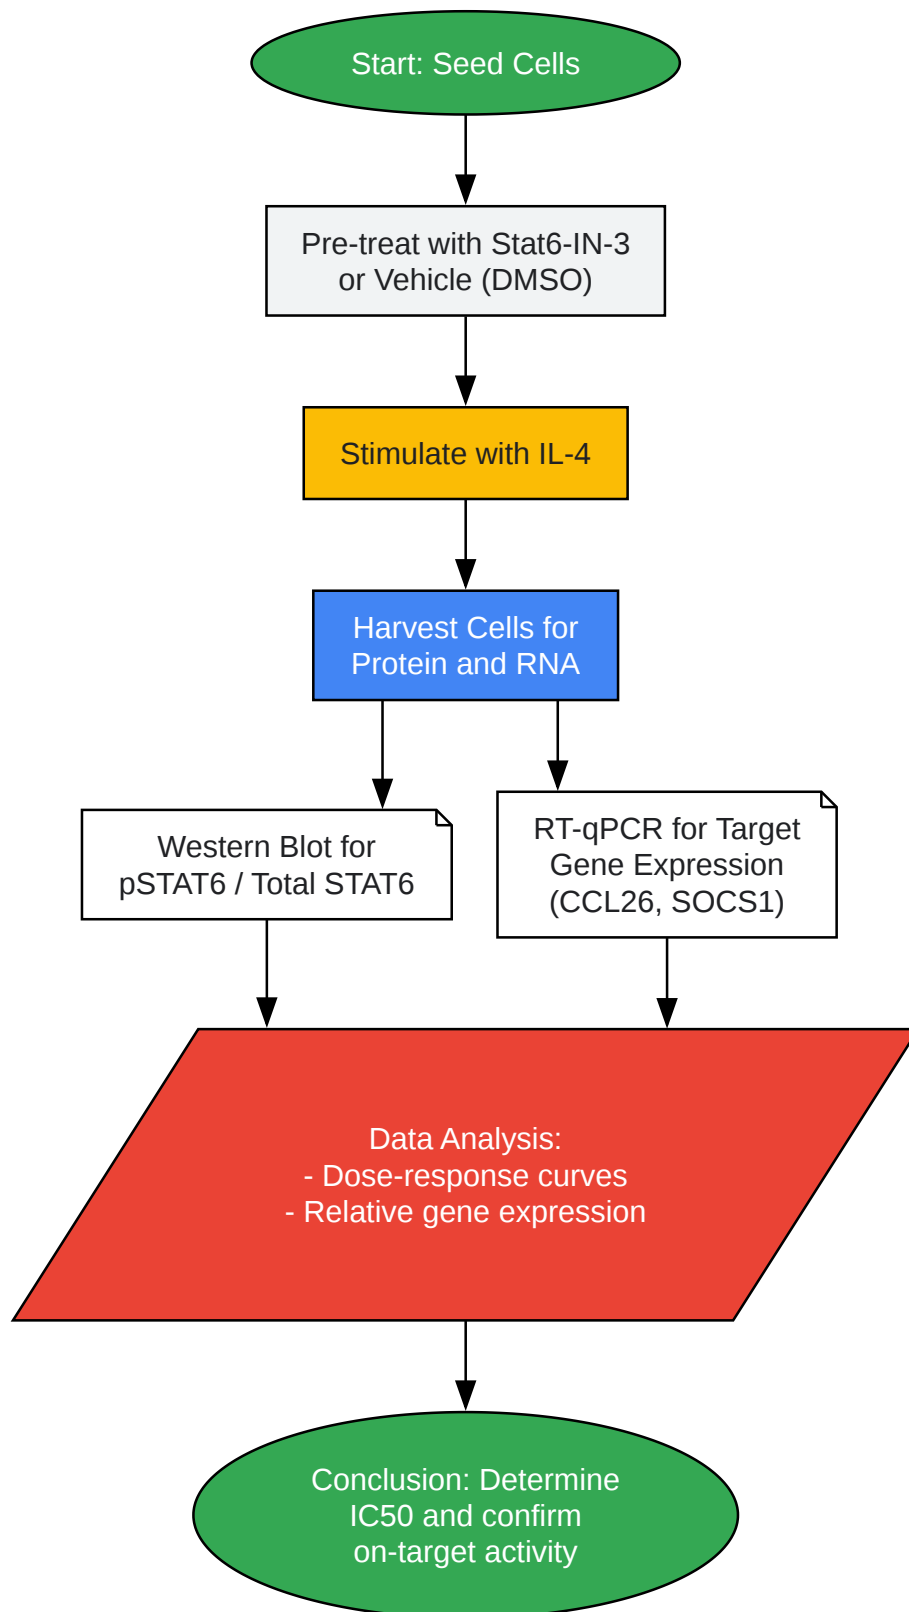 Start: Seed Cells
Pre-treat with Stat6-IN-3
or Vehicle (DMSO)
Stimulate with IL-4
Harvest Cells for
Protein and RNA
Western Blot for
pSTAT6 / Total STAT6
RT-qPCR for Target
Gene Expression
(CCL26, SOCS1)
Data Analysis:
- Dose-response curves
- Relative gene expression
Conclusion: Determine
IC50 and confirm
on-target activity